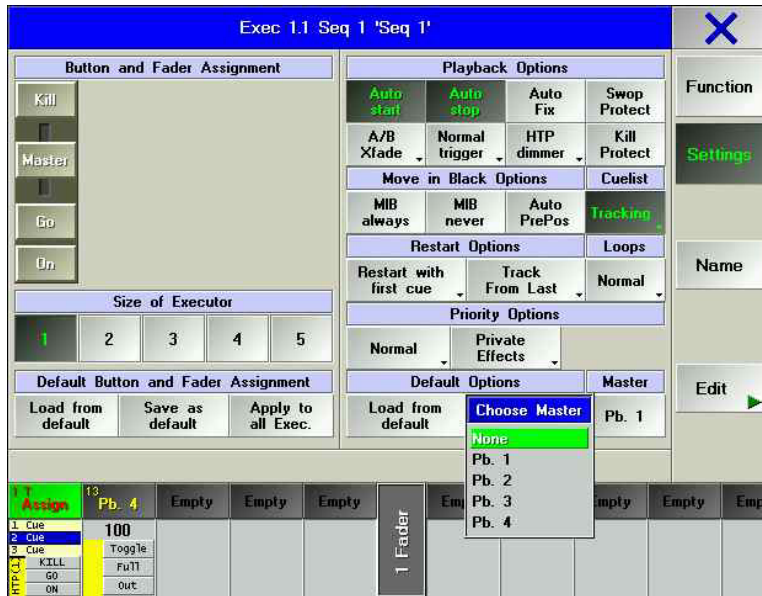 Exec 1.1 Seq 1 'Seq 1'
Button and Fader Assignment
Kill
Master
Go
On
Size of Executor
1 2 3 4 5
Default Button and Fader Assignment
Load from default
Save as default
Apply to all Exec.
Playback Options
Auto start
Auto stop
Auto Fix
Swop Protect
A/B Xfade
Normal trigger
HTP dimmer
Kill Protect
Move in Black Options
Cuelist
MIB always
MIB never
Auto PrePos
Tracking
Restart Options
Loops
Restart with first cue
Track From Last
Normal
Priority Options
Normal
Private Effects
Default Options
Master
Load from default
Pb. 1
Choose Master
None
Pb. 1
Pb. 2
Pb. 3
Pb. 4
Function
Settings
Name
Edit
1 T
Assign
13
Pb. 4
Empty
Empty
Empty
1 Fader
Empty
Emp
1 Cue
2 Cue
3 Cue
HTP(1)
KILL
GO
ON
100
Toggle
Full
Out